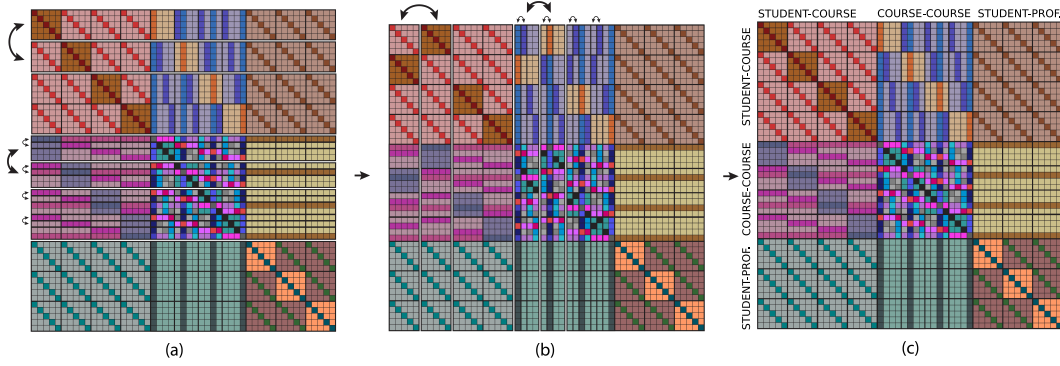 STUDENT-COURSE COURSE-COURSE STUDENT-PROF.
STUDENT-COURSE
COURSE-COURSE
STUDENT-PROF.
(a) (b) (c)